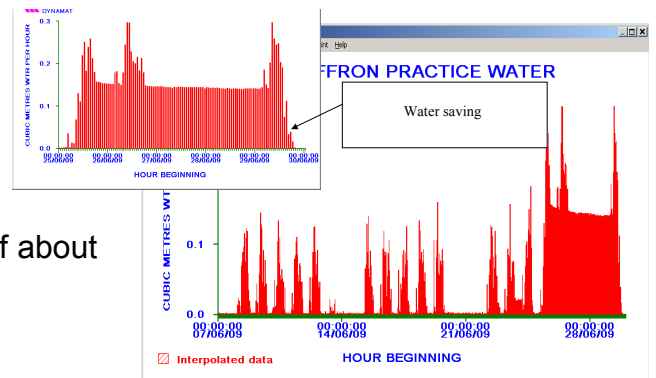 DYNAMAT
CUBIC METRES WTR PER HOUR
0.3
0.2
0.1
0.0
00:00:00
25/06/09
00:00:00
26/06/09
00:00:00
27/06/09
00:00:00
28/06/09
00:00:00
29/06/09
00:00:00
30/06/09
HOUR BEGINNING
int Help
FFRON PRACTICE WATER
Water saving
f about
CUBIC METRES WT
0.1
0.0
00:00:00
07/06/09
00:00:00
14/06/09
00:00:00
21/06/09
00:00:00
28/06/09
Interpolated data
HOUR BEGINNING